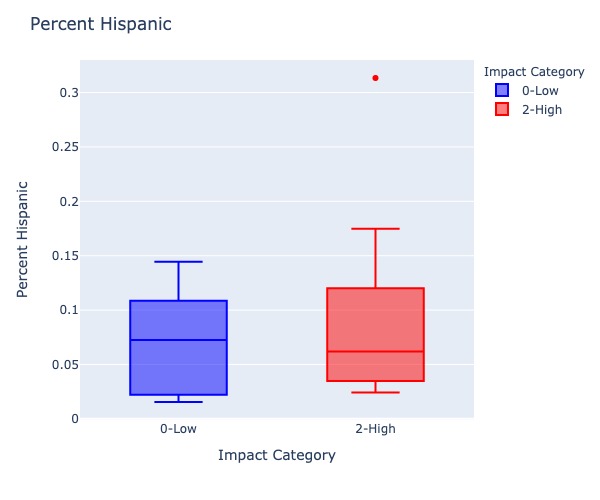 Percent Hispanic
Impact Category
0-Low
2-High
Percent Hispanic
0.3
0.25
0.2
0.15
0.1
0.05
0
0-Low
2-High
Impact Category